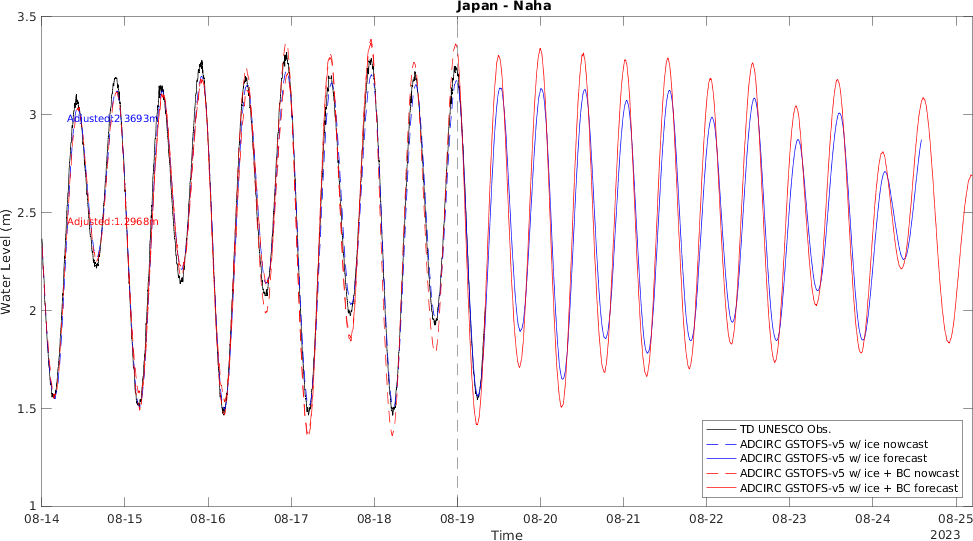 Japan - Naha
3.5
3
2.5
2
1.5
1
Water Level (m)
Adjusted:2.3693m
Adjusted:1.2968m
TD UNESCO Obs.
ADCIRC GSTOFS-v5 w/ ice nowcast
ADCIRC GSTOFS-v5 w/ ice forecast
ADCIRC GSTOFS-v5 w/ ice + BC nowcast
ADCIRC GSTOFS-v5 w/ ice + BC forecast
08-14 08-15 08-16 08-17 08-18 08-19 08-20 08-21 08-22 08-23 08-24 08-25
2023
Time